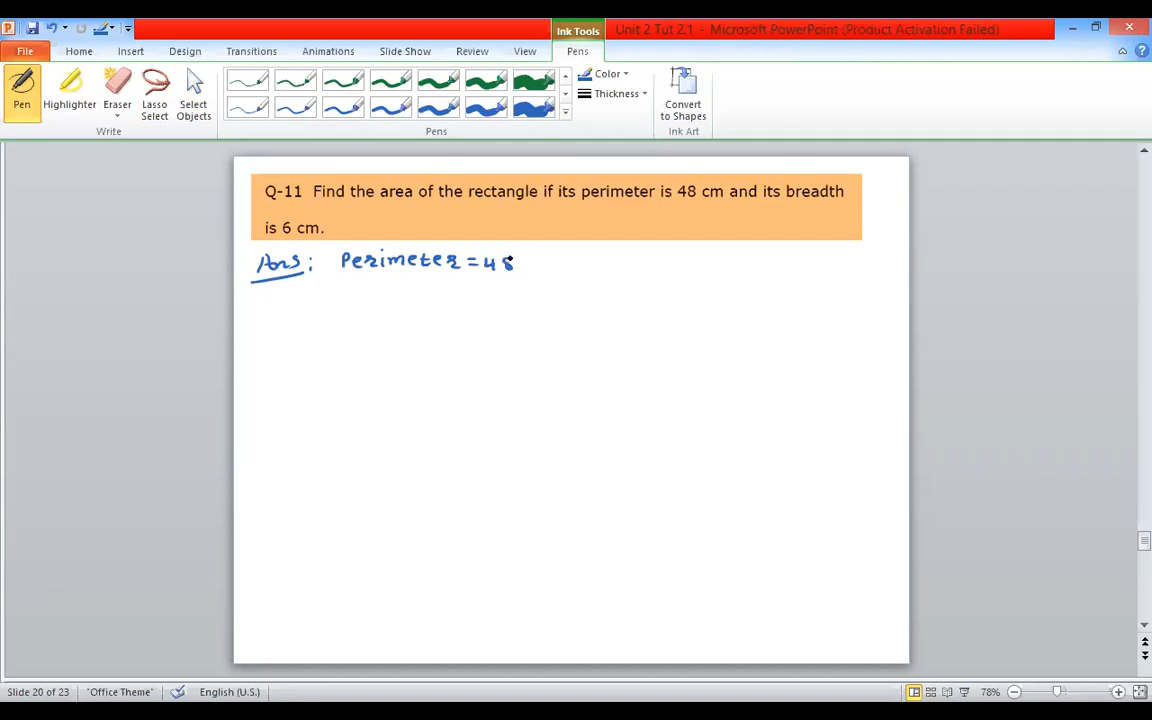 Ink Tools
Unit 2 Tut 2.1 - Microsoft PowerPoint (Product Activation Failed)
File Home Insert Design Transitions Animations Slide Show Review View Pens
Pen Highlighter Eraser Lasso Select Select Objects
Color
Thickness
Convert to Shapes
Write Pens Ink Art
Q-11 Find the area of the rectangle if its perimeter is 48 cm and its breadth
is 6 cm.
Ans: Perimeter = 48
Slide 20 of 23 "Office Theme" English (U.S.) 78%